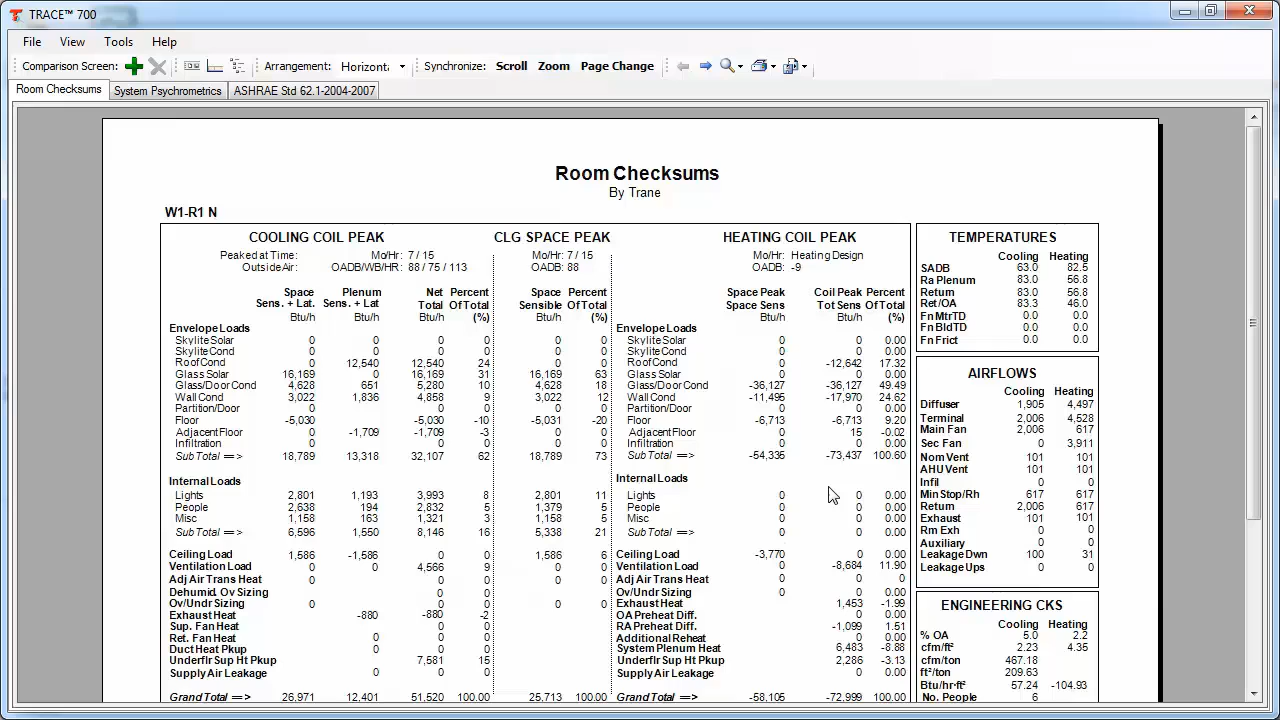 TRACE™ 700
File View Tools Help
Comparison Screen: Arrangement: Horizont: Synchronize: Scroll Zoom Page Change
Room Checksums System Psychrometrics ASHRAE Std 62.1-2004-2007
Room Checksums
By Trane
W1-R1 N
COOLING COIL PEAK CLG SPACE PEAK HEATING COIL PEAK TEMPERATURES
Peaked at Time: Mo/Hr: 7 / 15 Mo/Hr: 7 / 15 Mo/Hr: Heating Design
Outside Air: OADB/WB/HR: 88 / 75 / 113 OADB: 88 OADB: -9
Cooling Heating
SADB 63.0 82.5
Ra Plenum 83.0 56.8
Return 83.0 56.8
Ret/OA 83.3 46.0
Fn MtrTD 0.0 0.0
Fn BldTD 0.0 0.0
Fn Frict 0.0 0.0
Space Plenum Net Percent Space Percent Space Peak Coil Peak Percent
Sens. + Lat. Sens. + Lat Total Of Total Sensible Of Total Space Sens Tot Sens Of Total
Btu/h Btu/h Btu/h (%) Btu/h (%) Btu/h Btu/h (%)
Envelope Loads Envelope Loads
Skylite Solar 0 0 0 0 0 0 Skylite Solar 0 0 0.00
Skylite Cond 0 0 0 0 0 0 Skylite Cond 0 0 0.00
Roof Cond 0 12,540 12,540 24 0 0 Roof Cond 0 -12,642 17.32
Glass Solar 16,169 0 16,169 31 16,169 63 Glass Solar 0 0 0.00
Glass/Door Cond 4,628 651 5,280 10 4,628 18 Glass/Door Cond -36,127 -36,127 49.49
Wall Cond 3,022 1,836 4,858 9 3,022 12 Wall Cond -11,495 -17,970 24.62
Partition/Door 0 0 0 0 0 Partition/Door 0 0 0.00
Floor -5,030 -5,030 -10 -5,031 -20 Floor -6,713 -6,713 9.20
Adjacent Floor 0 -1,709 -1,709 -3 0 0 Adjacent Floor 0 15 -0.02
Infiltration 0 0 0 0 0 Infiltration 0 0 0.00
Sub Total ==> 18,789 13,318 32,107 62 18,789 73 Sub Total ==> -54,335 -73,437 100.60
Internal Loads Internal Loads
Lights 2,801 1,193 3,993 8 2,801 11 Lights 0 0 0.00
People 2,638 194 2,832 5 1,379 5 People 0 0 0.00
Misc 1,158 163 1,321 3 1,158 5 Misc 0 0 0.00
Sub Total ==> 6,596 1,550 8,146 16 5,338 21 Sub Total ==> 0 0 0.00
Ceiling Load 1,586 -1,586 0 0 1,586 6 Ceiling Load -3,770 0 0.00
Ventilation Load 0 0 4,566 9 0 0 Ventilation Load 0 -8,684 11.90
Adj Air Trans Heat 0 0 0 0 0 Adj Air Trans Heat 0 0 0
Dehumid. Ov Sizing 0 0 Ov/Undr Sizing 0 0 0.00
Ov/Undr Sizing 0 0 0 0 0 Exhaust Heat 1,453 -1.99
Exhaust Heat -880 -880 -2 OA Preheat Diff. 0 0.00
Sup. Fan Heat 0 0 RA Preheat Diff. -1,099 1.51
Ret. Fan Heat 0 0 0 Additional Reheat 0 0.00
Duct Heat Pkup 0 0 0 System Plenum Heat 6,483 -8.88
Underflr Sup Ht Pkup 7,581 15 Underflr Sup Ht Pkup 2,286 -3.13
Supply Air Leakage 0 0 0 Supply Air Leakage 0 0.00
Grand Total ==> 26,971 12,401 51,520 100.00 25,713 100.00 Grand Total ==> -58,105 -72,999 100.00
AIRFLOWS
Cooling Heating
Diffuser 1,905 4,497
Terminal 2,006 4,528
Main Fan 2,006 617
Sec Fan 0 3,911
Nom Vent 101 101
AHU Vent 101 101
Infil 0 0
Min Stop/Rh 617 617
Return 2,006 617
Exhaust 101 101
Rm Exh 0 0
Auxiliary 0 0
Leakage Dwn 100 31
Leakage Ups 0 0
ENGINEERING CKS
Cooling Heating
% OA 5.0 2.2
cfm/ft² 2.23 4.35
cfm/ton 467.18
ft²/ton 209.63
Btu/hr·ft² 57.24 -104.93
No. People 6